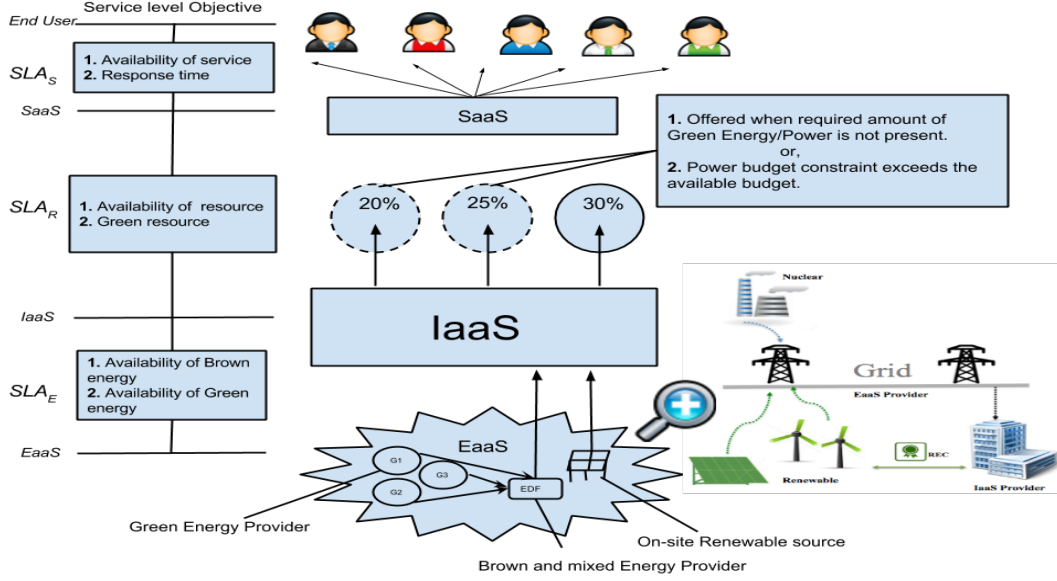 Service level Objective
End User
1. Availability of service
2. Response time
SLAS
SaaS
SaaS
1. Offered when required amount of
Green Energy/Power is not present.
or,
2. Power budget constraint exceeds the
available budget.
20%
25%
30%
SLAR
1. Availability of resource
2. Green resource
IaaS
IaaS
1. Availability of Brown
energy
2. Availability of Green
energy
SLAE
EaaS
EaaS
G1
G2
G3
EDF
Green Energy Provider
On-site Renewable source
Brown and mixed Energy Provider
Nuclear
Grid
EaaS Provider
REC
Renewable
IaaS Provider